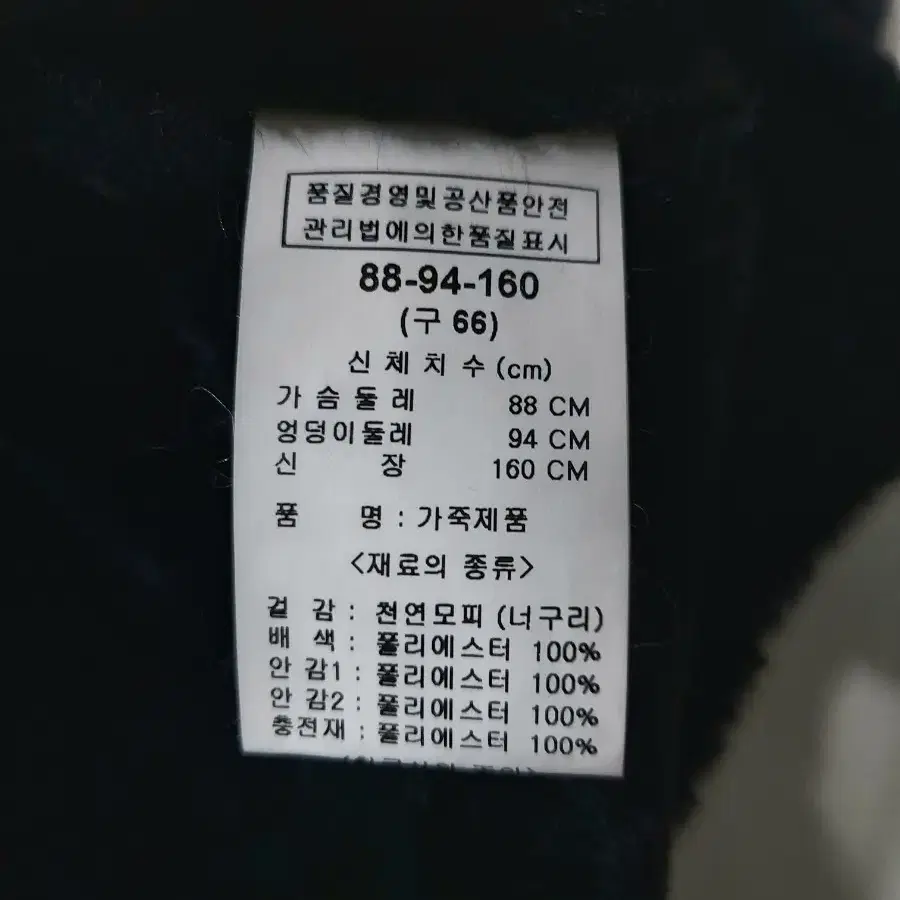 품질경영및공산품안전
관리법에의한품질표시
88-94-160
(구 66)
신 체 치 수 (cm)
가 슴 둘 레 88 CM
엉덩이둘레 94 CM
신 장 160 CM
품 명 : 가죽제품
<재료의 종류>
겉 감 : 천연모피 (너구리)
배 색 : 폴리에스터 100%
안 감1 : 폴리에스터 100%
안 감2 : 폴리에스터 100%
충전재 : 폴리에스터 100%